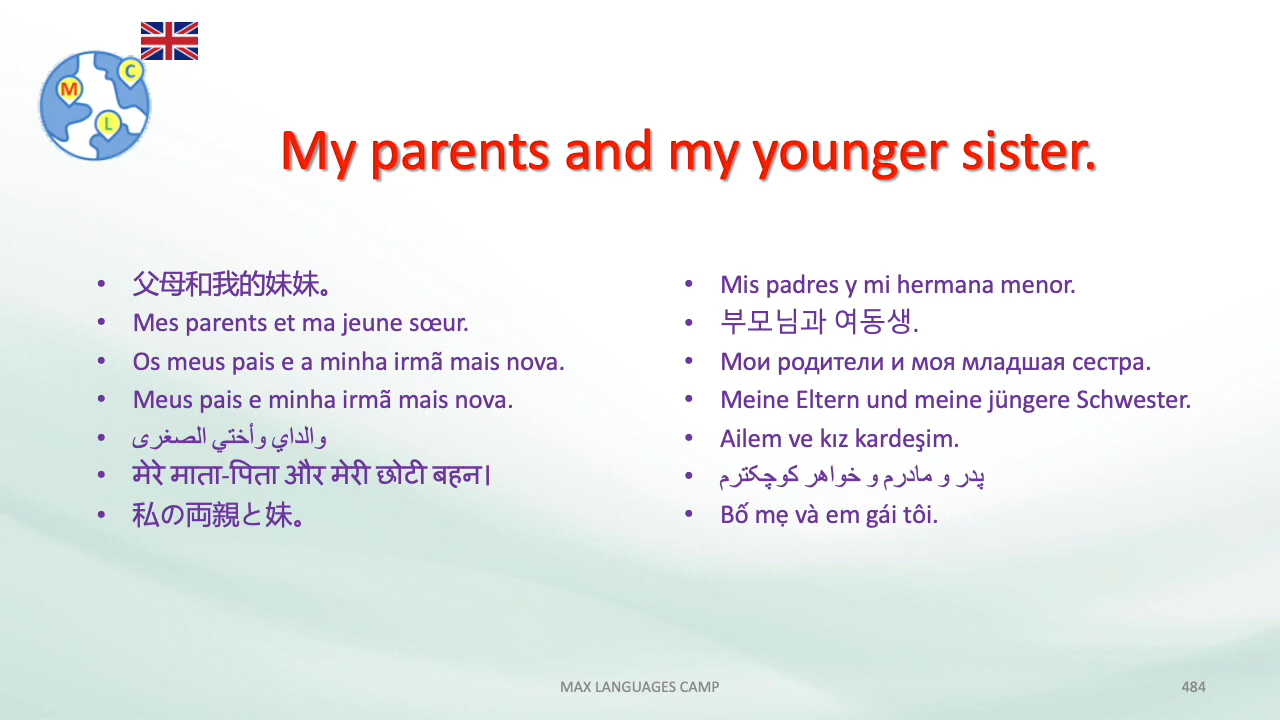 M
C
L
My parents and my younger sister.
• 父母和我的妹妹。
• Mes parents et ma jeune sœur.
• Os meus pais e a minha irmã mais nova.
• Meus pais e minha irmã mais nova.
• والداي وأختي الصغرى
• मेरे माता-पिता और मेरी छोटी बहन।
• 私の両親と妹。
• Mis padres y mi hermana menor.
• 부모님과 여동생.
• Мои родители и моя младшая сестра.
• Meine Eltern und meine jüngere Schwester.
• Ailem ve kız kardeşim.
• پدر و مادرم و خواهر کوچکترم
• Bố mẹ và em gái tôi.
MAX LANGUAGES CAMP
484